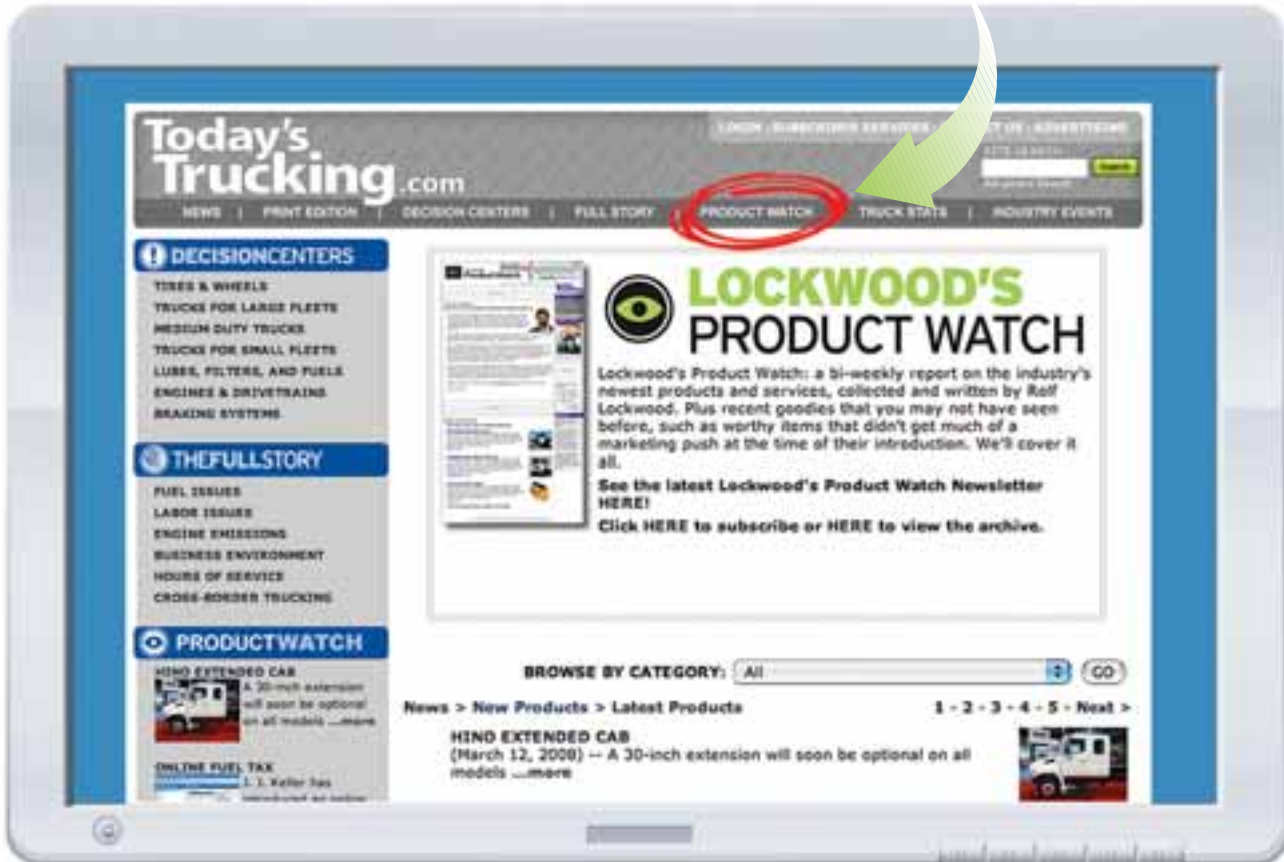 Today's
Trucking.com
LOGIN SUBSCRIBER SERVICES US ADVERTISING
SITE SEARCH
Search
Advanced Search
NEWS | PRINT EDITION | DECISION CENTERS | FULL STORY | PRODUCT WATCH | TRUCK STATS | INDUSTRY EVENTS
DECISIONCENTERS
TIRES & WHEELS
TRUCKS FOR LARGE FLEETS
MEDIUM DUTY TRUCKS
TRUCKS FOR SMALL FLEETS
LUBES, FILTERS, AND FUELS
ENGINES & DRIVETRAINS
BRAKING SYSTEMS
THEFULLSTORY
FUEL ISSUES
LABOR ISSUES
ENGINE EMISSIONS
BUSINESS ENVIRONMENT
HOURS OF SERVICE
CROSS-BORDER TRUCKING
PRODUCTWATCH
HINO EXTENDED CAB
A 30-inch extension
will soon be optional
on all models ...more
ONLINE FUEL TAX
J. J. Keller has
LOCKWOOD'S
PRODUCT WATCH
Lockwood's Product Watch: a bi-weekly report on the industry's
newest products and services, collected and written by Rolf
Lockwood. Plus recent goodies that you may not have seen
before, such as worthy items that didn't get much of a
marketing push at the time of their introduction. We'll cover it
all.
See the latest Lockwood's Product Watch Newsletter
HERE!
Click HERE to subscribe or HERE to view the archive.
BROWSE BY CATEGORY: All GO
News > New Products > Latest Products 1 - 2 - 3 - 4 - 5 - Next >
HINO EXTENDED CAB
(March 12, 2008) -- A 30-inch extension will soon be optional on all
models ...more